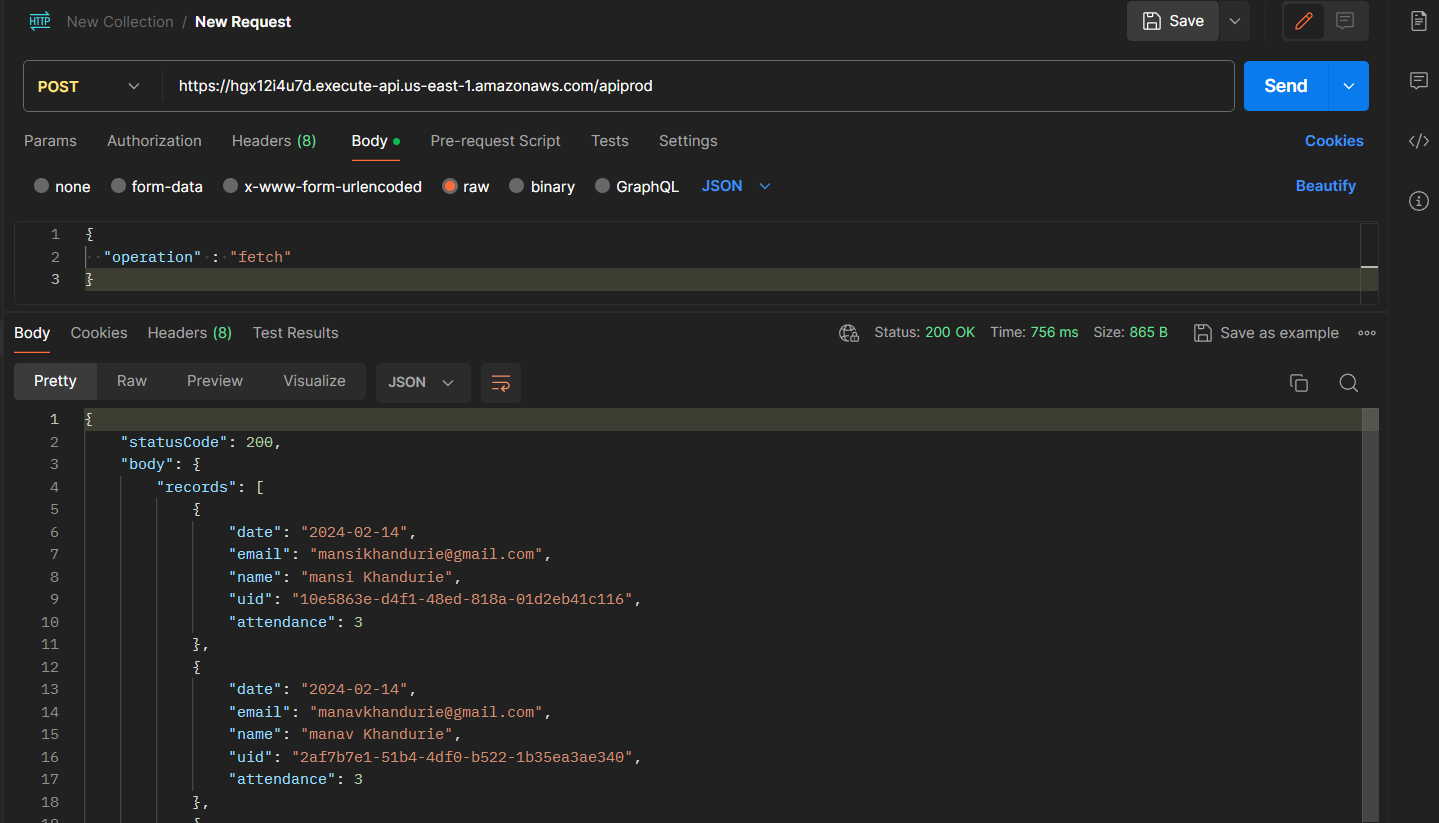 HTTP New Collection / New Request Save
POST https://hgx12i4u7d.execute-api.us-east-1.amazonaws.com/apiprod Send
Params Authorization Headers (8) Body Pre-request Script Tests Settings Cookies
none form-data x-www-form-urlencoded raw binary GraphQL JSON Beautify
1 {
2 "operation" : "fetch"
3 }
Body Cookies Headers (8) Test Results Status: 200 OK Time: 756 ms Size: 865 B Save as example
Pretty Raw Preview Visualize JSON
1 {
2 "statusCode": 200,
3 "body": {
4 "records": [
5 {
6 "date": "2024-02-14",
7 "email": "mansikhandurie@gmail.com",
8 "name": "mansi Khandurie",
9 "uid": "10e5863e-d4f1-48ed-818a-01d2eb41c116",
10 "attendance": 3
11 },
12 {
13 "date": "2024-02-14",
14 "email": "manavkhandurie@gmail.com",
15 "name": "manav Khandurie",
16 "uid": "2af7b7e1-51b4-4df0-b522-1b35ea3ae340",
17 "attendance": 3
18 },